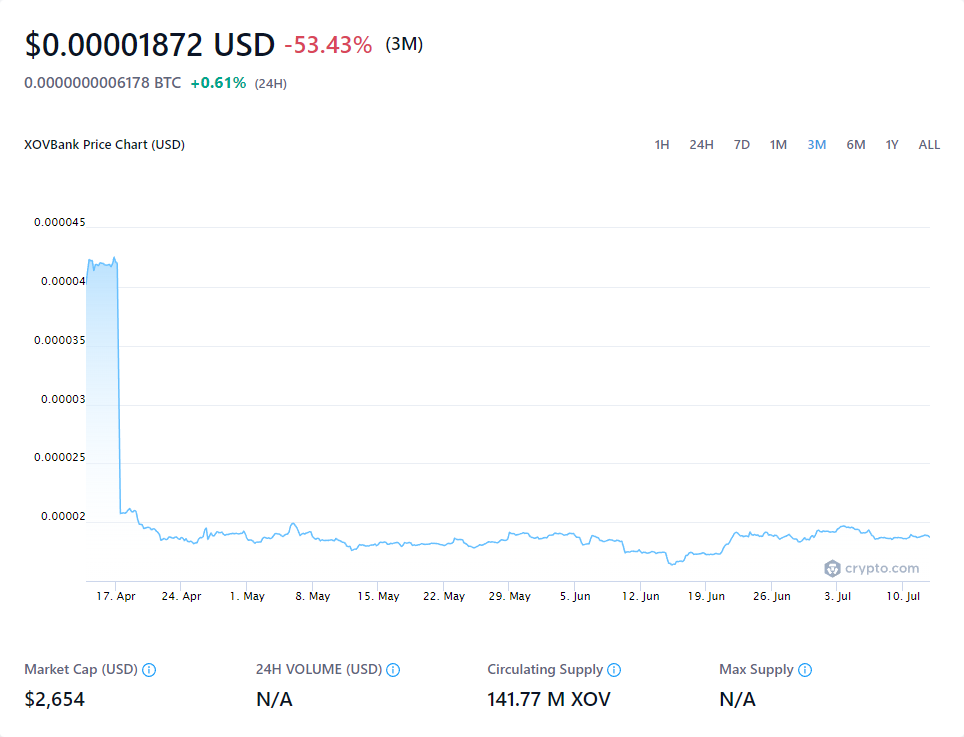 $0.00001872 USD -53.43% (3M)
0.0000000006178 BTC +0.61% (24H)
XOVBank Price Chart (USD) 1H 24H 7D 1M 3M 6M 1Y ALL
0.000045
0.00004
0.000035
0.00003
0.000025
0.00002
crypto.com
17. Apr 24. Apr 1. May 8. May 15. May 22. May 29. May 5. Jun 12. Jun 19. Jun 26. Jun 3. Jul 10. Jul
Market Cap (USD) 24H VOLUME (USD) Circulating Supply Max Supply
$2,654 N/A 141.77 M XOV N/A